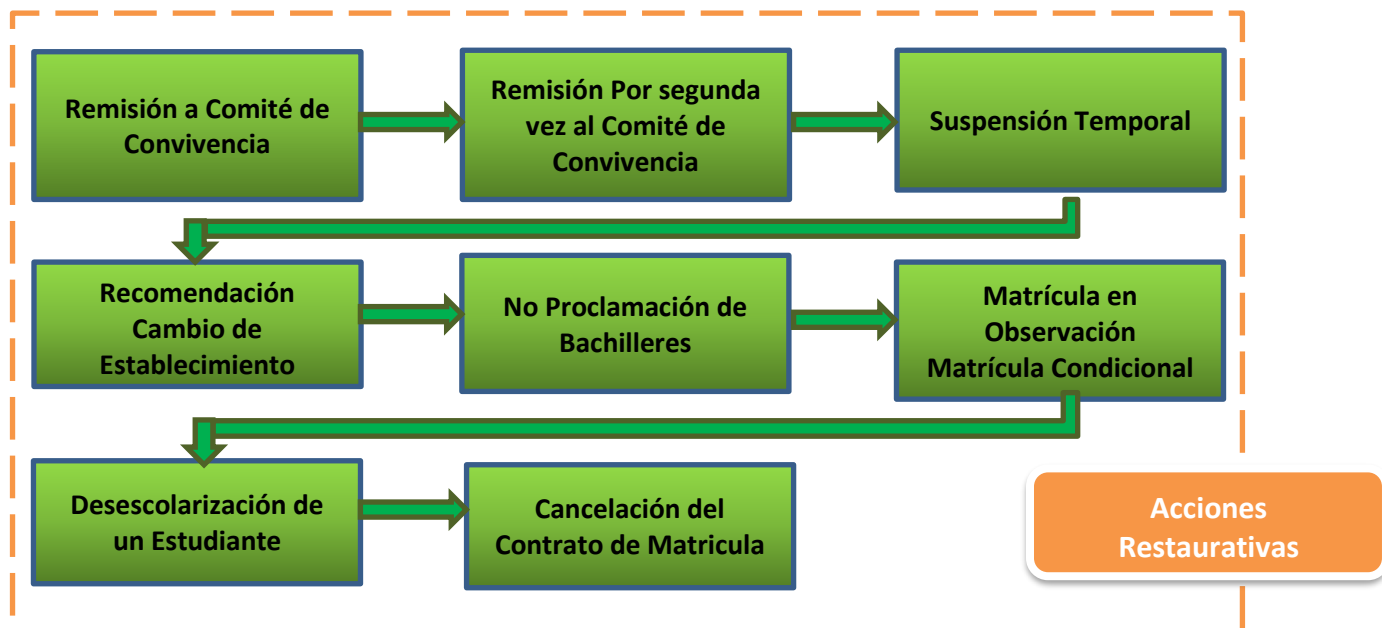 Remisión a Comité de
Convivencia
Remisión Por segunda
vez al Comité de
Convivencia
Suspensión Temporal
Recomendación
Cambio de
Establecimiento
No Proclamación de
Bachilleres
Matrícula en
Observación
Matrícula Condicional
Desescolarización de
un Estudiante
Cancelación del
Contrato de Matricula
Acciones
Restaurativas